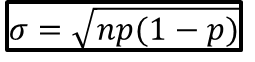 σ = √np(1 − p)